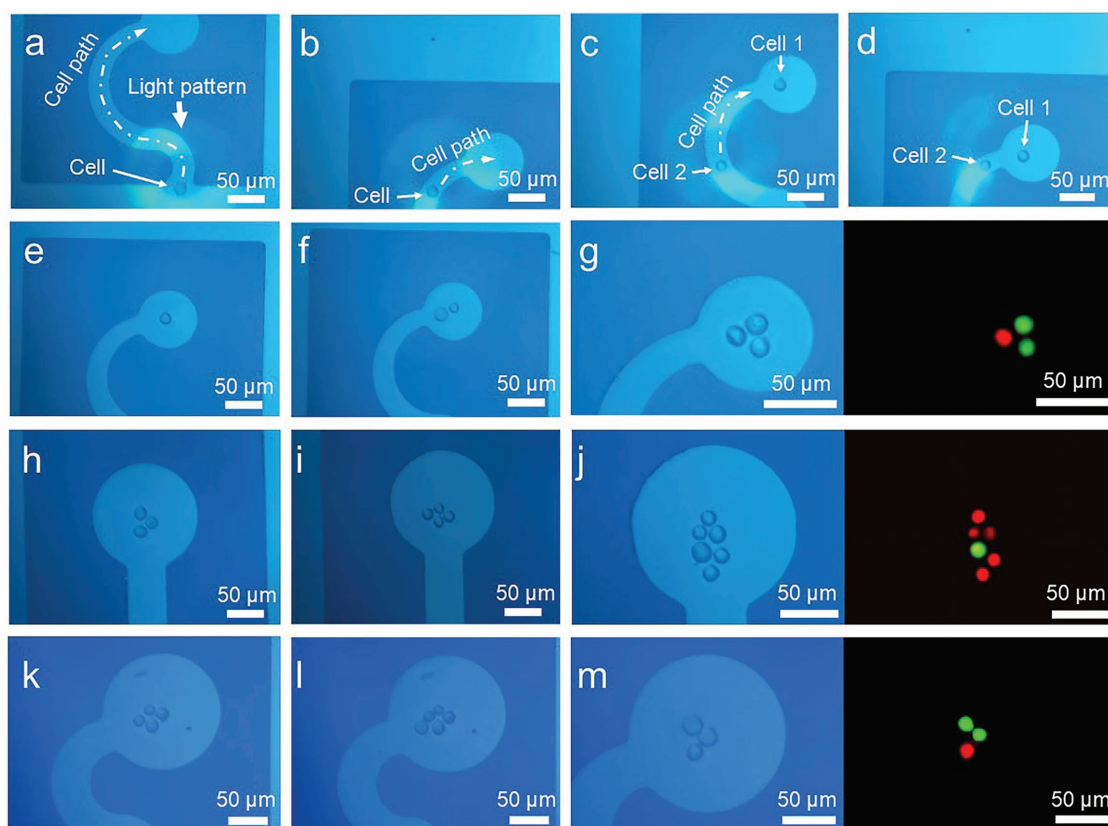 a
Cell path
Light pattern
Cell
50 µm
b
Cell path
Cell
50 µm
c
Cell 1
Cell path
Cell 2
50 µm
d
Cell 1
Cell 2
50 µm
e
50 µm
f
50 µm
g
50 µm
50 µm
h
50 µm
i
50 µm
j
50 µm
50 µm
k
50 µm
l
50 µm
m
50 µm
50 µm